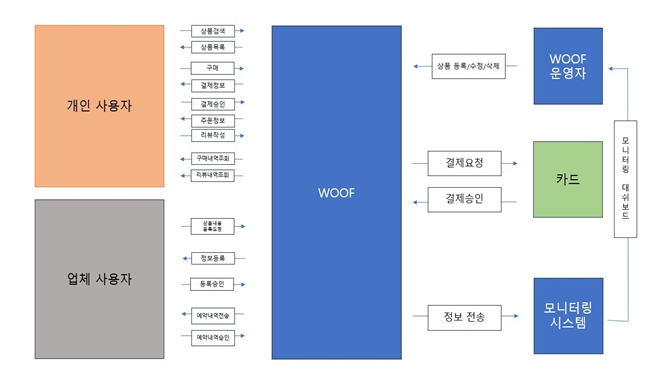 개인 사용자
상품검색
상품목록
구매
결제정보
결제승인
주문정보
리뷰작성
구매내역조회
리뷰내역조회
업체 사용자
상품내용
등록요청
정보등록
등록승인
예약내역전송
예약내역승인
WOOF
상품 등록/수정/삭제
결제요청
결제승인
정보 전송
WOOF
운영자
카드
모니터링
시스템
모니터링 대쉬보드